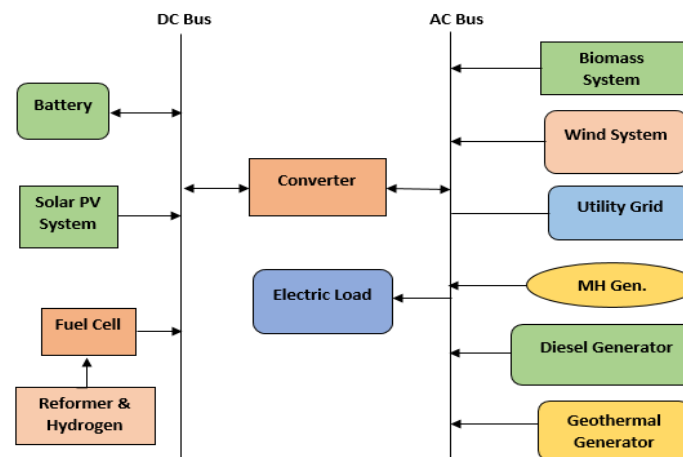 DC Bus
AC Bus
Biomass
System
Battery
Wind System
Converter
Solar PV
System
Utility Grid
Electric Load
MH Gen.
Fuel Cell
Diesel Generator
Reformer &
Hydrogen
Geothermal
Generator